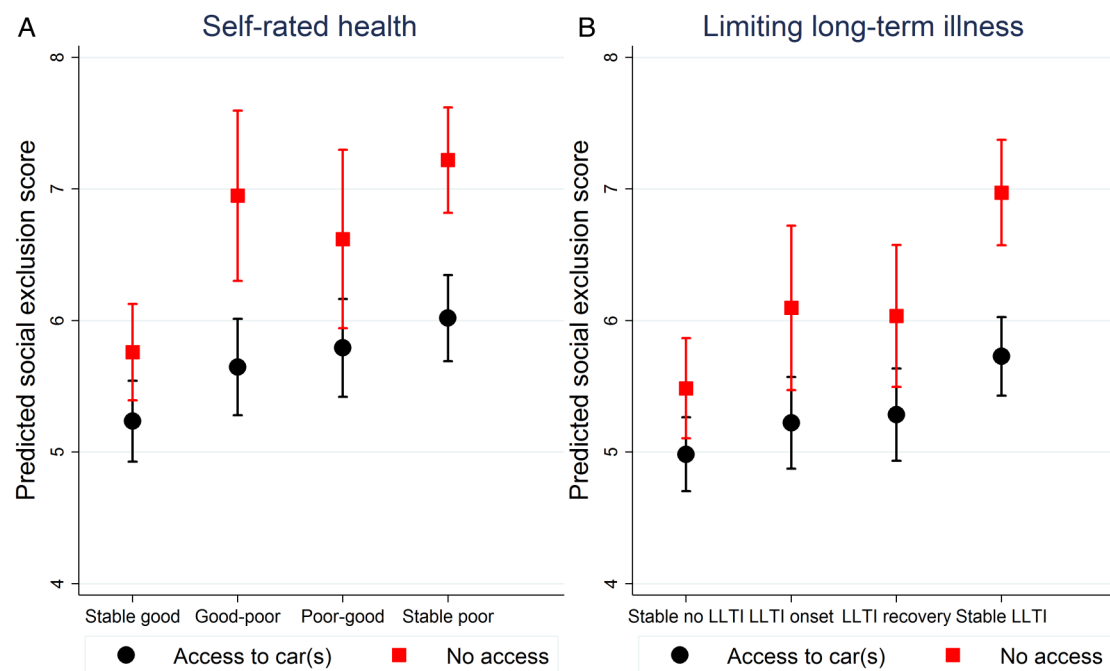 A Self-rated health
Predicted social exclusion score
8
7
6
5
4
Stable good Good-poor Poor-good Stable poor
Access to car(s) No access
B Limiting long-term illness
Predicted social exclusion score
8
7
6
5
4
Stable no LLTI LLTI onset LLTI recovery Stable LLTI
Access to car(s) No access